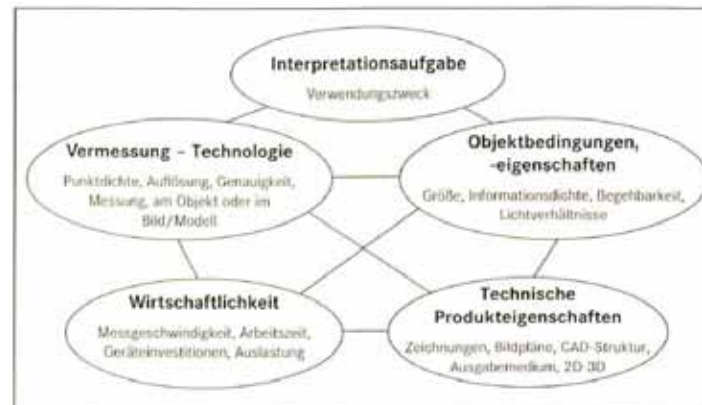 Interpretationsaufgabe
Verwendungszweck
Vermessung – Technologie
Punktdichte, Auflösung, Genauigkeit,
Messung, am Objekt oder im
Bild/Modell
Objektbedingungen,
-eigenschaften
Größe, Informationsdichte, Begehbarkeit,
Lichtverhältnisse
Wirtschaftlichkeit
Messgeschwindigkeit, Arbeitszeit,
Geräteinvestitionen, Auslastung
Technische
Produkteigenschaften
Zeichnungen, Bildpläne, CAD-Struktur,
Ausgabemedium, 2D-3D